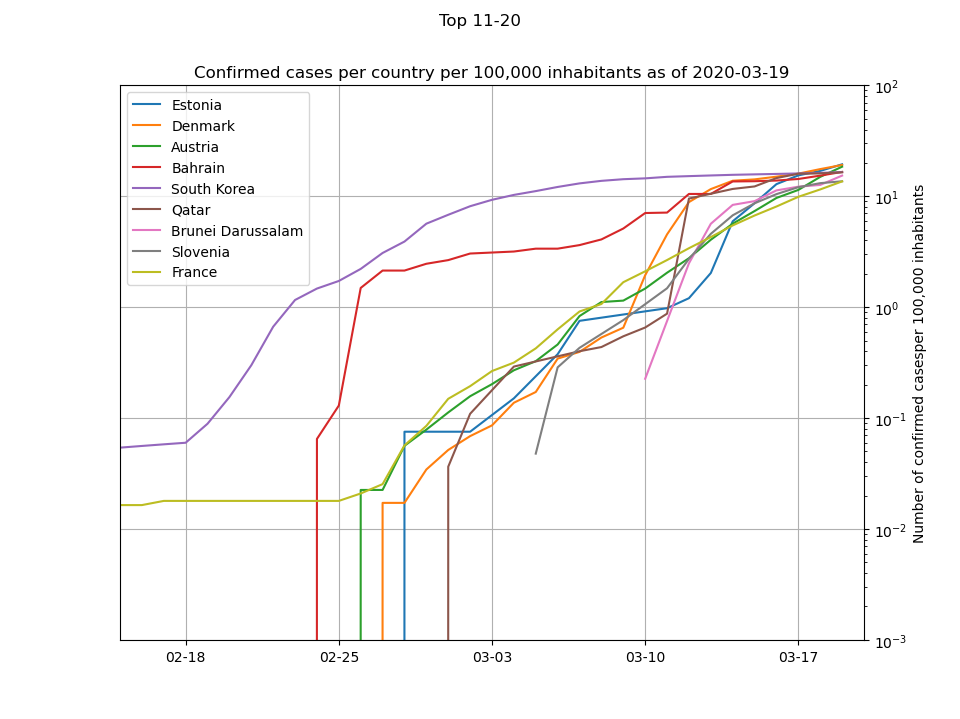 Top 11-20
Confirmed cases per country per 100,000 inhabitants as of 2020-03-19
Estonia
Denmark
Austria
Bahrain
South Korea
Qatar
Brunei Darussalam
Slovenia
France
10²
10¹
10⁰
10⁻¹
10⁻²
10⁻³
Number of confirmed casesper 100,000 inhabitants
02-18 02-25 03-03 03-10 03-17